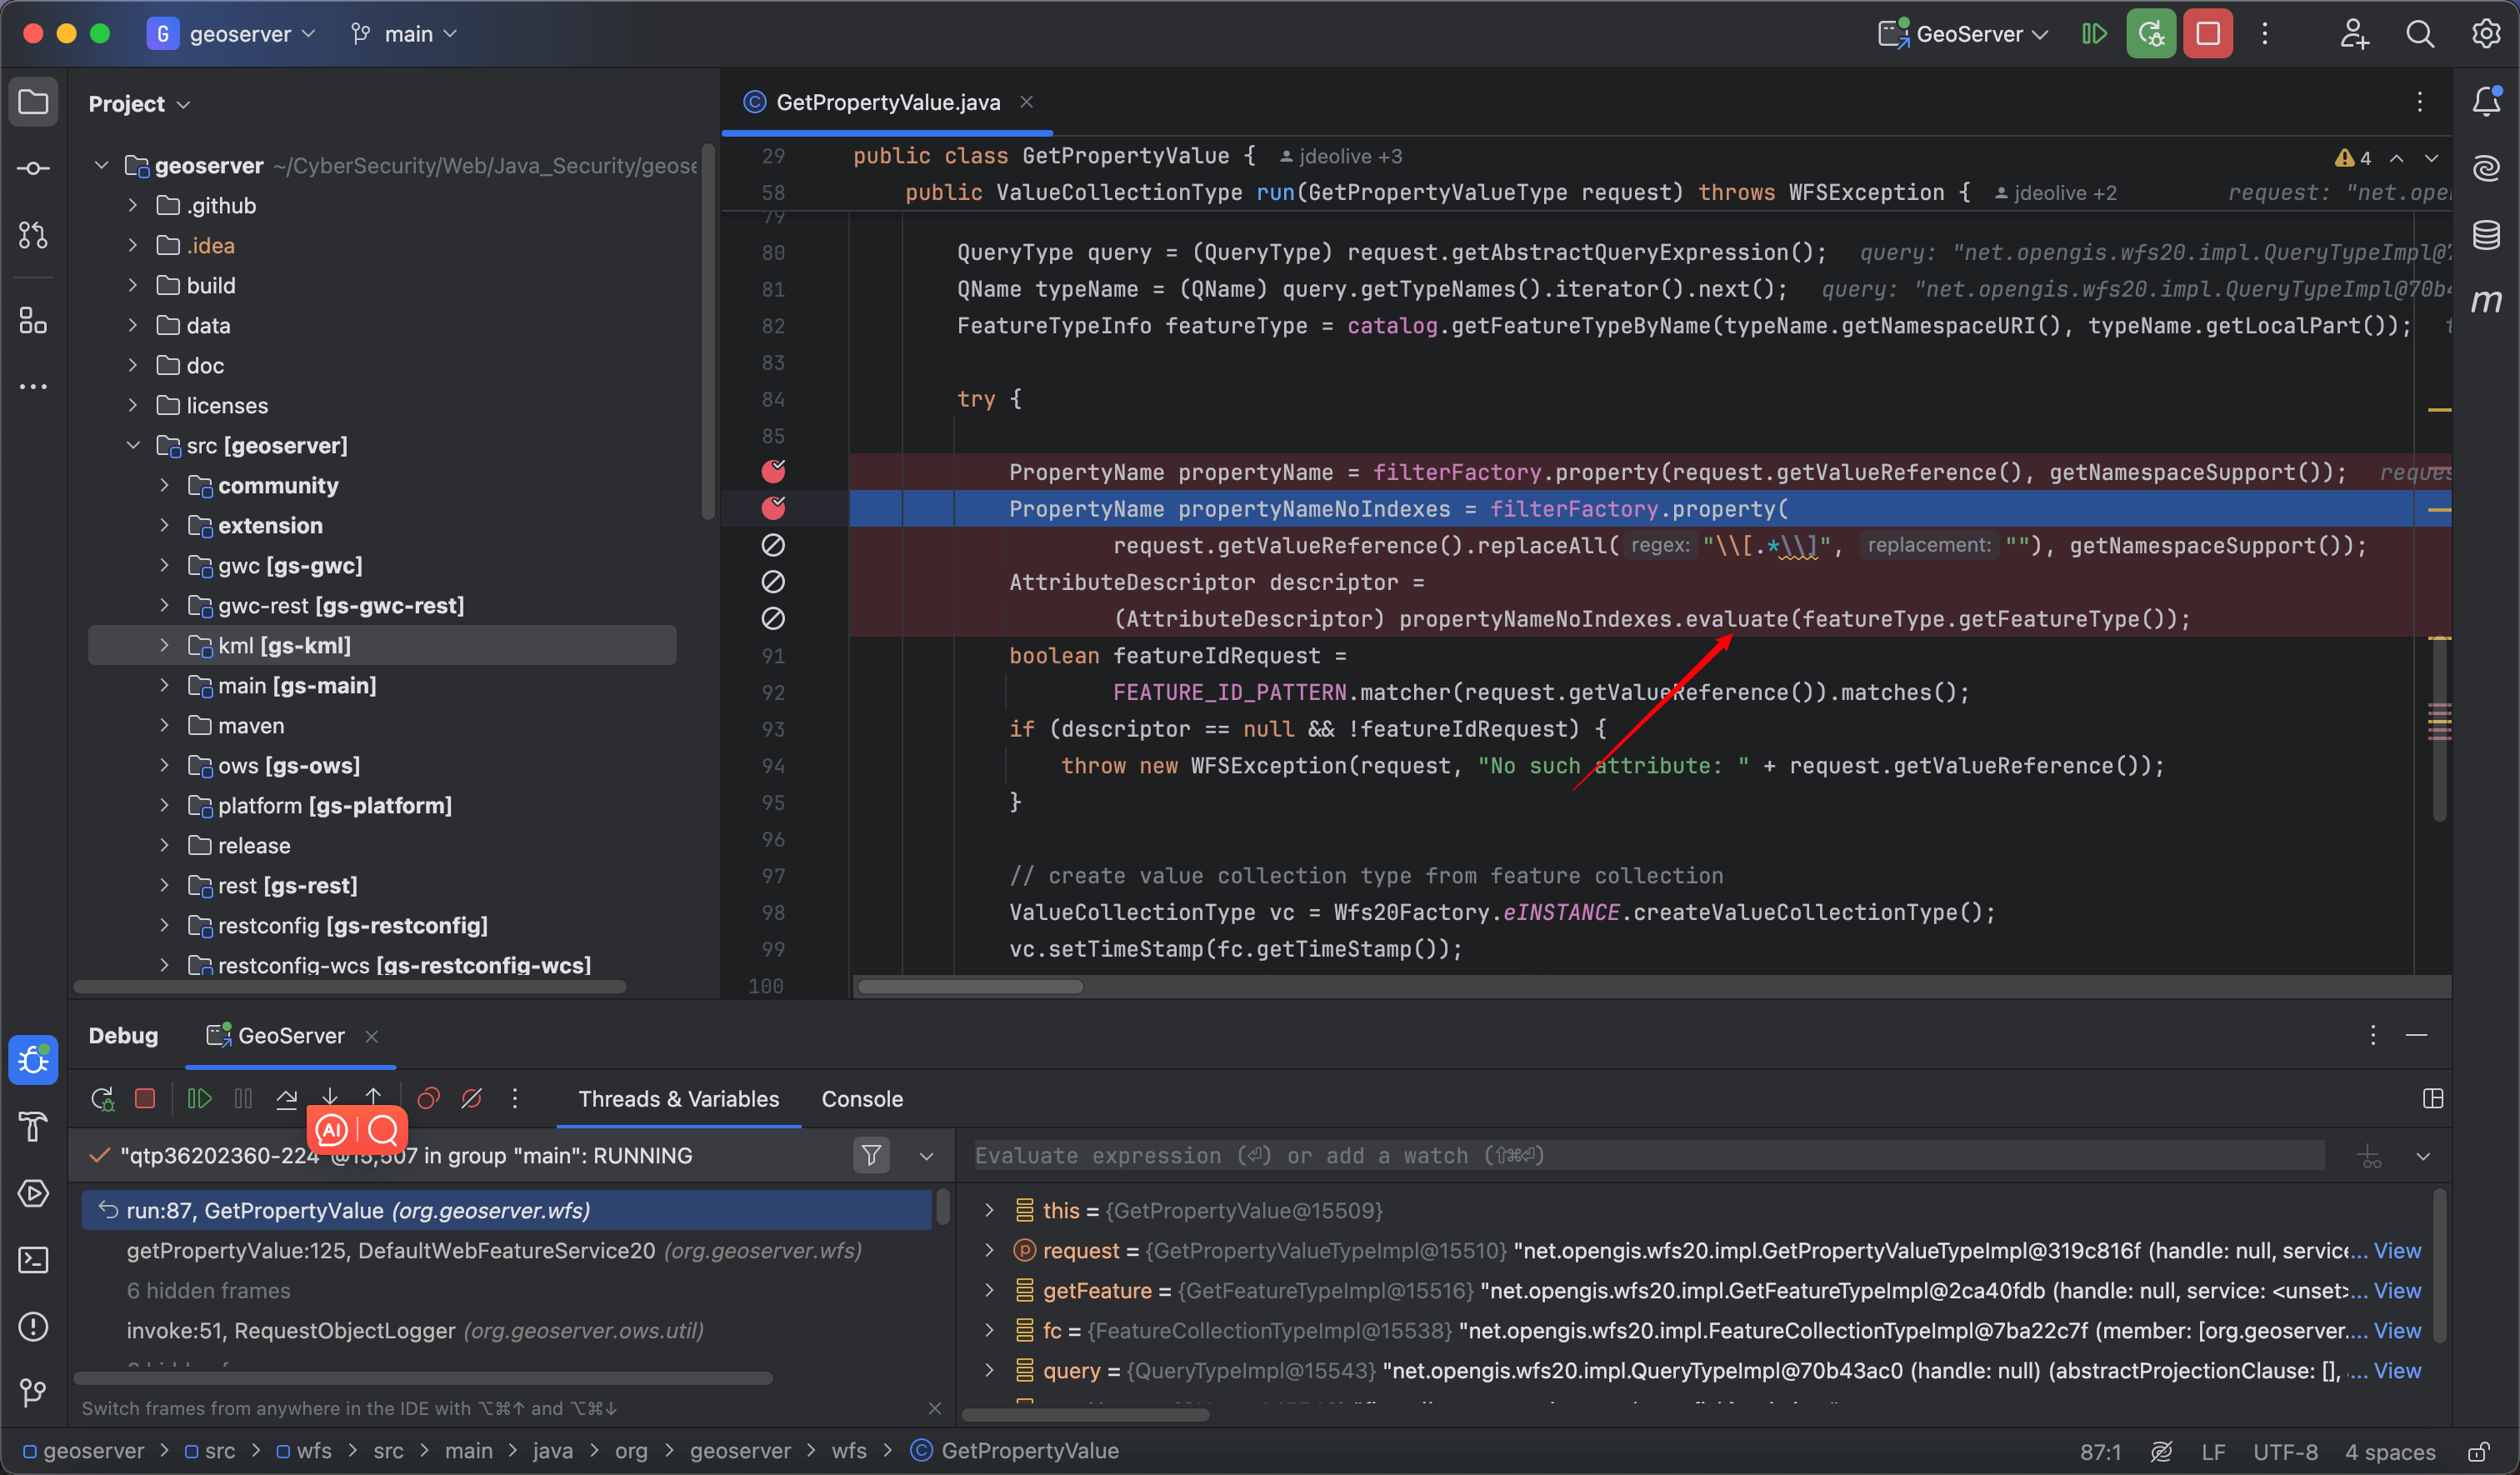 G geoserver main GeoServer
Project
geoserver ~/CyberSecurity/Web/Java_Security/geose
.github
.idea
build
data
doc
licenses
src [geoserver]
community
extension
gwc [gs-gwc]
gwc-rest [gs-gwc-rest]
kml [gs-kml]
main [gs-main]
maven
ows [gs-ows]
platform [gs-platform]
release
rest [gs-rest]
restconfig [gs-restconfig]
restconfig-wcs [gs-restconfig-wcs]
GetPropertyValue.java
29 public class GetPropertyValue { jdeolive +3 4
58 public ValueCollectionType run(GetPropertyValueType request) throws WFSException { jdeolive +2 request: "net.ope
79
80 QueryType query = (QueryType) request.getAbstractQueryExpression(); query: "net.opengis.wfs20.impl.QueryTypeImpl@7
81 QName typeName = (QName) query.getTypeNames().iterator().next(); query: "net.opengis.wfs20.impl.QueryTypeImpl@70b4
82 FeatureTypeInfo featureType = catalog.getFeatureTypeByName(typeName.getNamespaceURI(), typeName.getLocalPart());
83
84 try {
85
PropertyName propertyName = filterFactory.property(request.getValueReference(), getNamespaceSupport()); reques
PropertyName propertyNameNoIndexes = filterFactory.property(
request.getValueReference().replaceAll( regex: "\\[.*\\]", replacement: ""), getNamespaceSupport());
AttributeDescriptor descriptor =
(AttributeDescriptor) propertyNameNoIndexes.evaluate(featureType.getFeatureType());
91 boolean featureIdRequest =
92 FEATURE_ID_PATTERN.matcher(request.getValueReference()).matches();
93 if (descriptor == null && !featureIdRequest) {
94 throw new WFSException(request, "No such attribute: " + request.getValueReference());
95 }
96
97 // create value collection type from feature collection
98 ValueCollectionType vc = Wfs20Factory.eINSTANCE.createValueCollectionType();
99 vc.setTimeStamp(fc.getTimeStamp());
100
Debug GeoServer
Threads & Variables Console
AI
"qtp36202360-224"@15,507 in group "main": RUNNING
run:87, GetPropertyValue (org.geoserver.wfs)
getPropertyValue:125, DefaultWebFeatureService20 (org.geoserver.wfs)
6 hidden frames
invoke:51, RequestObjectLogger (org.geoserver.ows.util)
Switch frames from anywhere in the IDE with ⌥⌘↑ and ⌥⌘↓
Evaluate expression (⏎) or add a watch (⇧⌘⏎)
this = {GetPropertyValue@15509}
request = {GetPropertyValueTypeImpl@15510} "net.opengis.wfs20.impl.GetPropertyValueTypeImpl@319c816f (handle: null, service... View
getFeature = {GetFeatureTypeImpl@15516} "net.opengis.wfs20.impl.GetFeatureTypeImpl@2ca40fdb (handle: null, service: <unset>... View
fc = {FeatureCollectionTypeImpl@15538} "net.opengis.wfs20.impl.FeatureCollectionTypeImpl@7ba22c7f (member: [org.geoserver.... View
query = {QueryTypeImpl@15543} "net.opengis.wfs20.impl.QueryTypeImpl@70b43ac0 (handle: null) (abstractProjectionClause: [], ... View
geoserver > src > wfs > src > main > java > org > geoserver > wfs > GetPropertyValue
87:1 LF UTF-8 4 spaces